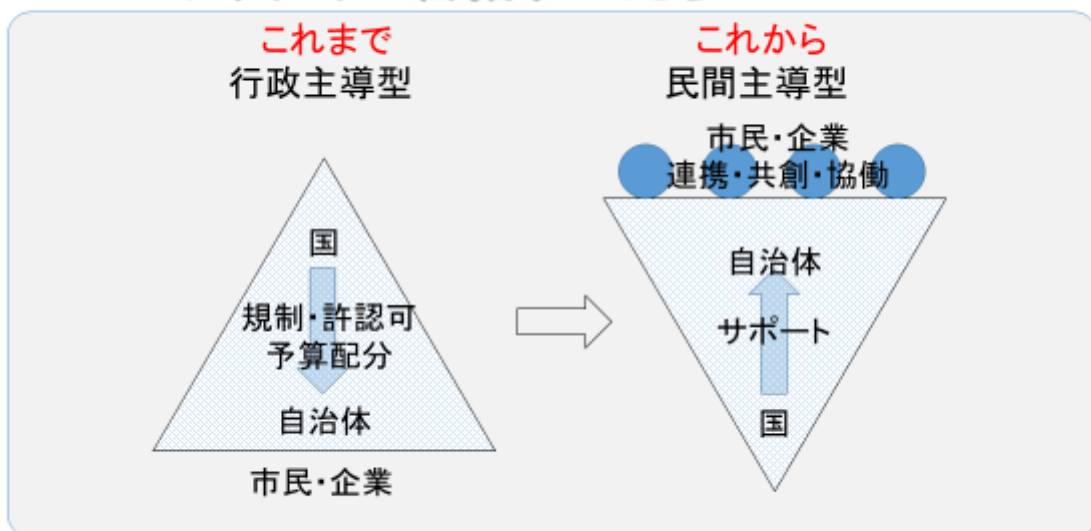 これまで
行政主導型
国
規制・許認可
予算配分
自治体
市民・企業
これから
民間主導型
市民・企業
連携・共創・協働
自治体
サポート
国